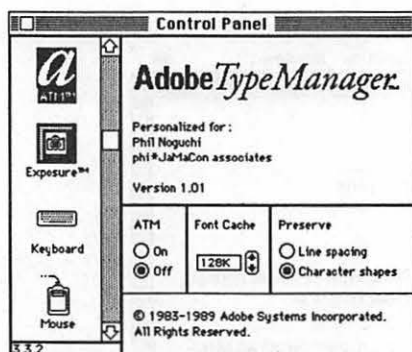 Control Panel
ATM™
Exposure™
Keyboard
Mouse
3.3.2
AdobeTypeManager™
Personalized for :
Phil Noguchi
phi*JaMaCon associates
Version 1.01
ATM
On
Off
Font Cache
128K
Preserve
Line spacing
Character shapes
© 1983-1989 Adobe Systems Incorporated.
All Rights Reserved.